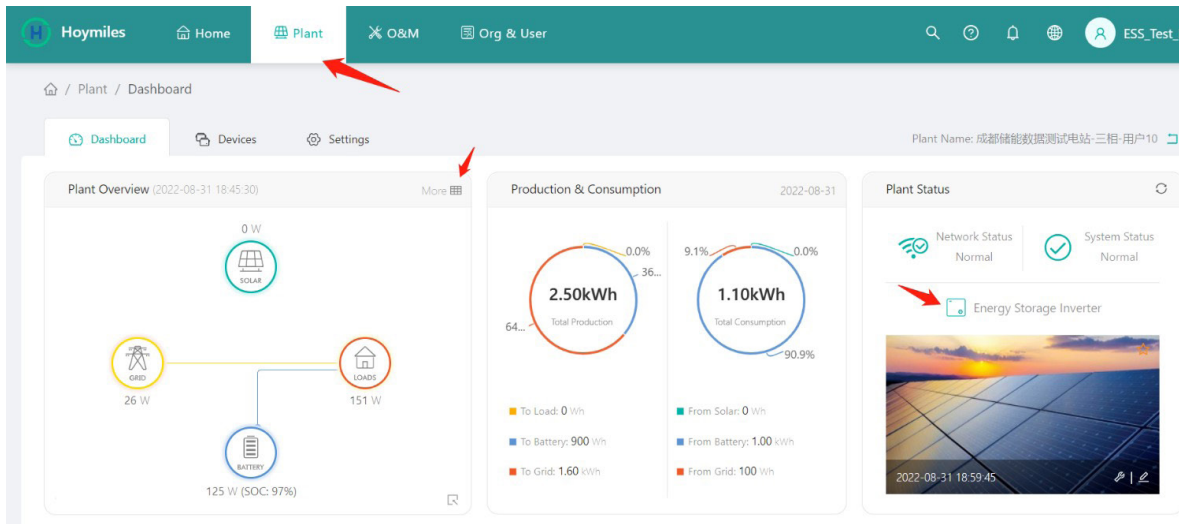 Hoymiles Home Plant O&M Org & User ESS_Test_
/ Plant / Dashboard
Dashboard Devices Settings Plant Name: 成都储能数据测试电站-三相-用户10
Plant Overview (2022-08-31 18:45:30) More
0 W
SOLAR
GRID
26 W
LOADS
151 W
BATTERY
125 W (SOC: 97%)
Production & Consumption 2022-08-31
0.0%
36...
64...
2.50kWh
Total Production
9.1%
0.0%
1.10kWh
Total Consumption
90.9%
To Load: 0 Wh
To Battery: 900 Wh
To Grid: 1.60 kWh
From Solar: 0 Wh
From Battery: 1.00 kWh
From Grid: 100 Wh
Plant Status
Network Status
Normal
System Status
Normal
Energy Storage Inverter
2022-08-31 18:59:45